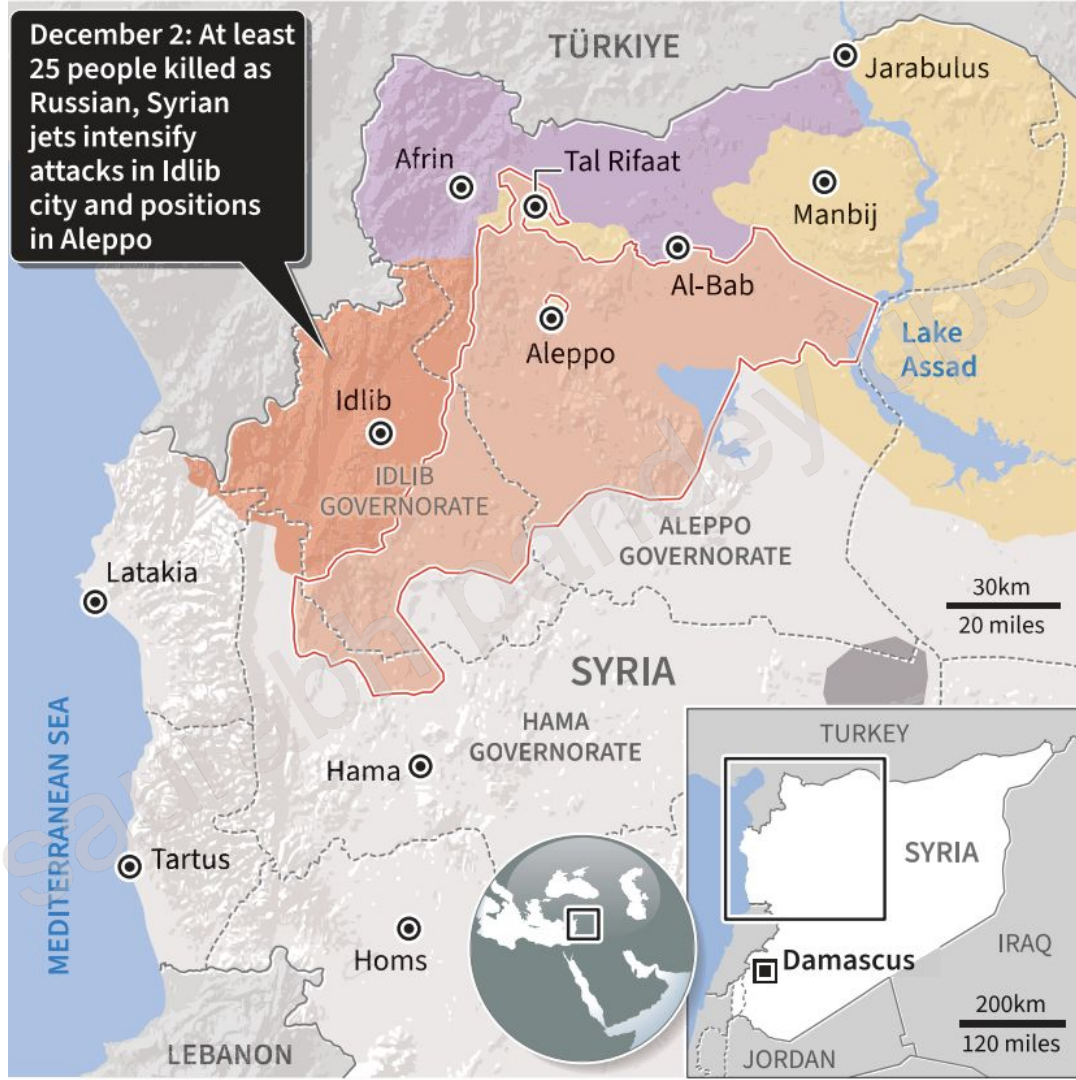 December 2: At least
25 people killed as
Russian, Syrian
jets intensify
attacks in Idlib
city and positions
in Aleppo
TÜRKIYE
Jarabulus
Afrin
Tal Rifaat
Manbij
Al-Bab
Aleppo
Lake
Assad
Idlib
IDLIB
GOVERNORATE
ALEPPO
GOVERNORATE
Latakia
30km
20 miles
SYRIA
HAMA
GOVERNORATE
Hama
MEDITERRANEAN SEA
Tartus
Homs
LEBANON
TURKEY
SYRIA
IRAQ
Damascus
200km
120 miles
JORDAN